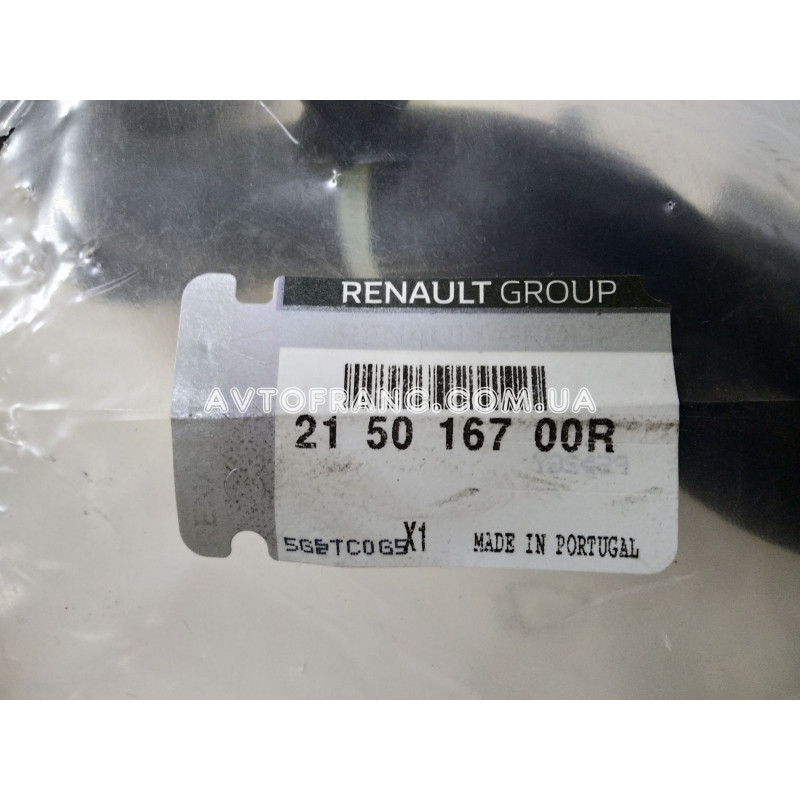 RENAULT GROUP
AVTOFRANC.COM.UA
21 50 167 00R
X1
MADE IN PORTUGAL